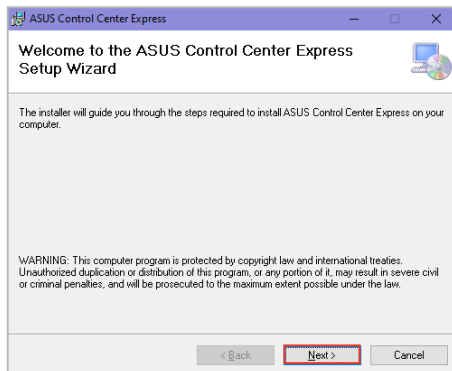 ASUS Control Center Express
Welcome to the ASUS Control Center Express
Setup Wizard
The installer will guide you through the steps required to install ASUS Control Center Express on your
computer.
WARNING: This computer program is protected by copyright law and international treaties.
Unauthorized duplication or distribution of this program, or any portion of it, may result in severe civil
or criminal penalties, and will be prosecuted to the maximum extent possible under the law.
< Back Next > Cancel